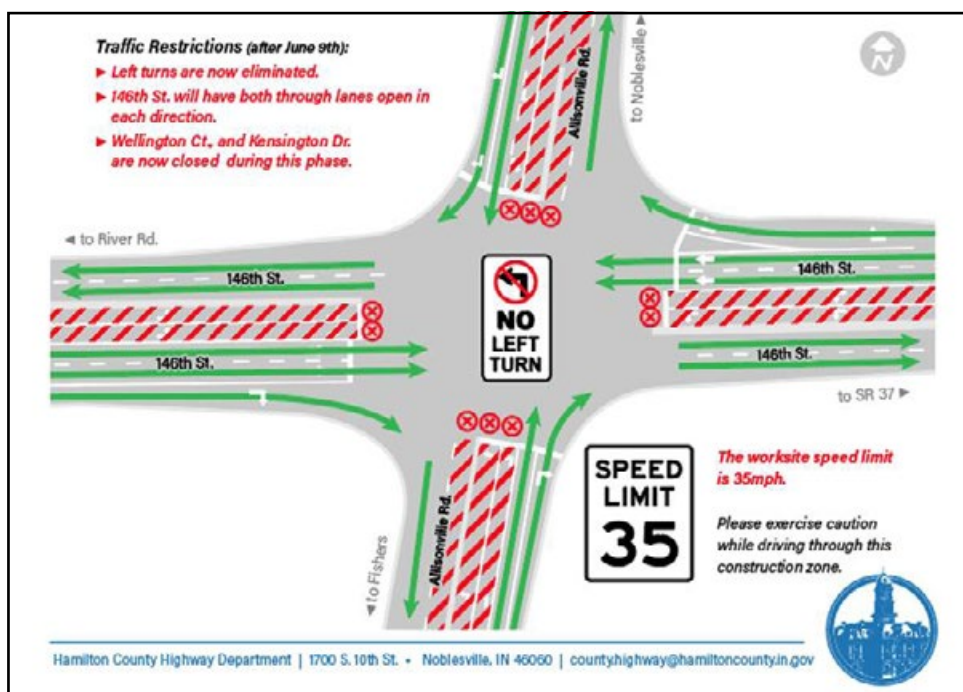 Traffic Restrictions (after June 9th):
► Left turns are now eliminated.
► 146th St. will have both through lanes open in
each direction.
► Wellington Ct., and Kensington Dr.
are now closed during this phase.
Allisonville Rd.
to Noblesville
N
to River Rd.
146th St.
146th St.
NO
LEFT
TURN
146th St.
146th St.
to SR 37
Allisonville Rd.
to Fishers
SPEED
LIMIT
35
The worksite speed limit
is 35mph.
Please exercise caution
while driving through this
construction zone.
Hamilton County Highway Department | 1700 S. 10th St. • Noblesville, IN 46060 | county.highway@hamiltoncounty.in.gov